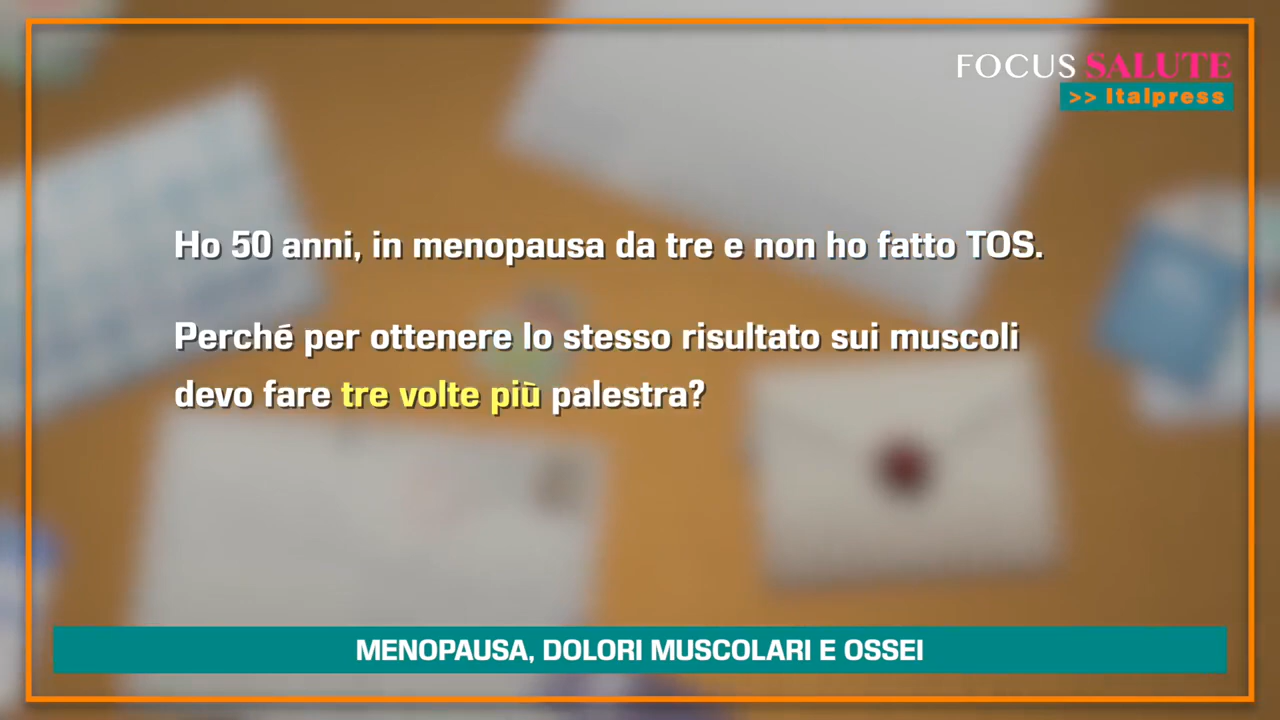 FOCUS SALUTE
>> Italpress
Ho 50 anni, in menopausa da tre e non ho fatto TOS.
Perché per ottenere lo stesso risultato sui muscoli
devo fare tre volte più palestra?
MENOPAUSA, DOLORI MUSCOLARI E OSSEI